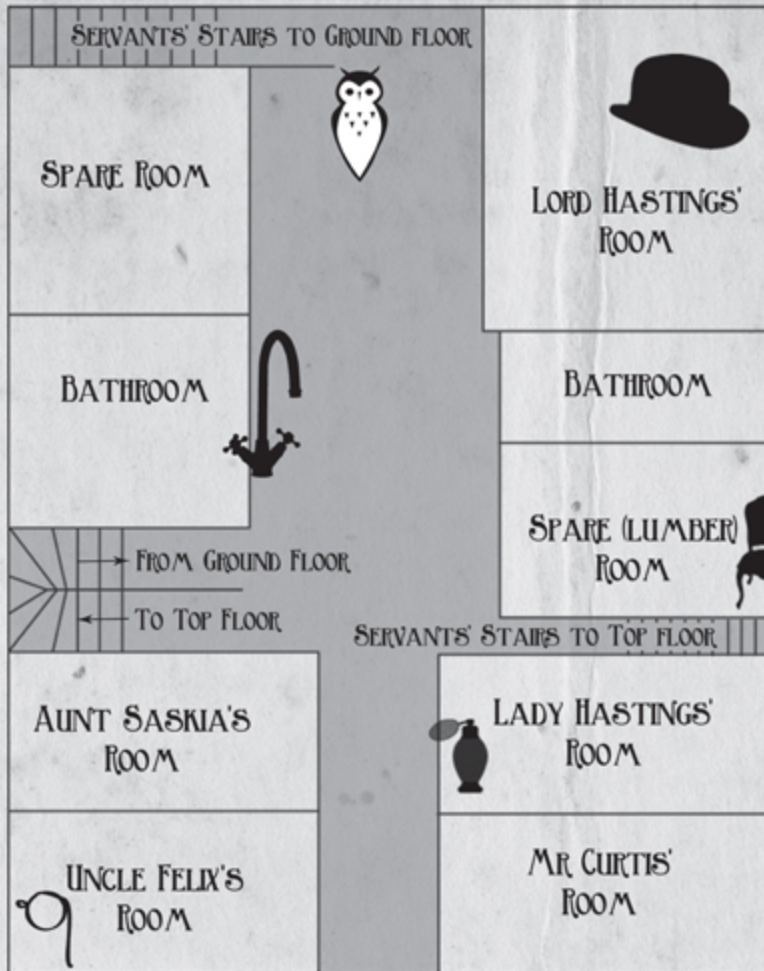 Servants' Stairs to Ground floor
Spare Room
Lord Hastings'
Room
Bathroom
Bathroom
Spare (Lumber)
Room
From Ground Floor
To Top Floor
Servants' Stairs to Top floor
Aunt Saskia's
Room
Lady Hastings'
Room
Uncle Felix's
Room
Mr Curtis'
Room